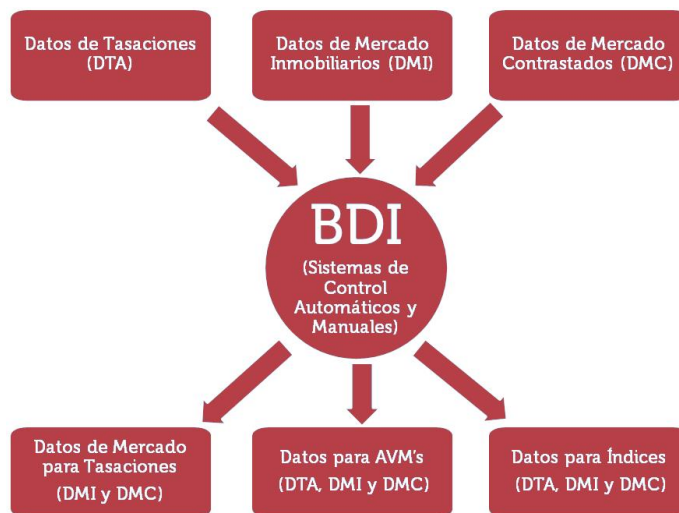 Datos de Tasaciones
(DTA)
Datos de Mercado
Inmobiliarios (DMI)
Datos de Mercado
Contrastados (DMC)
BDI
(Sistemas de
Control
Automáticos y
Manuales)
Datos de Mercado
para Tasaciones
(DMI y DMC)
Datos para AVM's
(DTA, DMI y DMC)
Datos para Índices
(DTA, DMI y DMC)